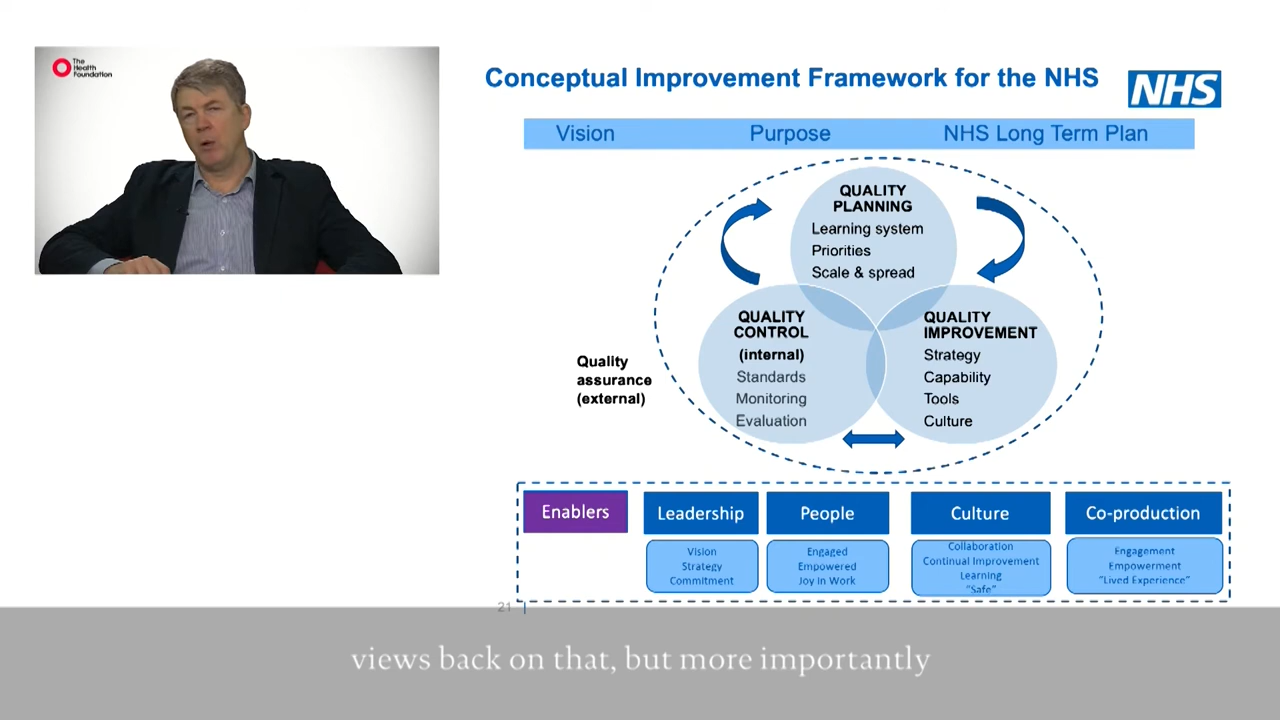 The
Health
Foundation
Conceptual Improvement Framework for the NHS
NHS
Vision Purpose NHS Long Term Plan
QUALITY
PLANNING
Learning system
Priorities
Scale & spread
QUALITY
CONTROL
(internal)
Standards
Monitoring
Evaluation
QUALITY
IMPROVEMENT
Strategy
Capability
Tools
Culture
Quality
assurance
(external)
Enablers
Leadership
Vision
Strategy
Commitment
People
Engaged
Empowered
Joy in Work
Culture
Collaboration
Continual Improvement
Learning
"Safe"
Co-production
Engagement
Empowerment
"Lived Experience"
21
views back on that, but more importantly